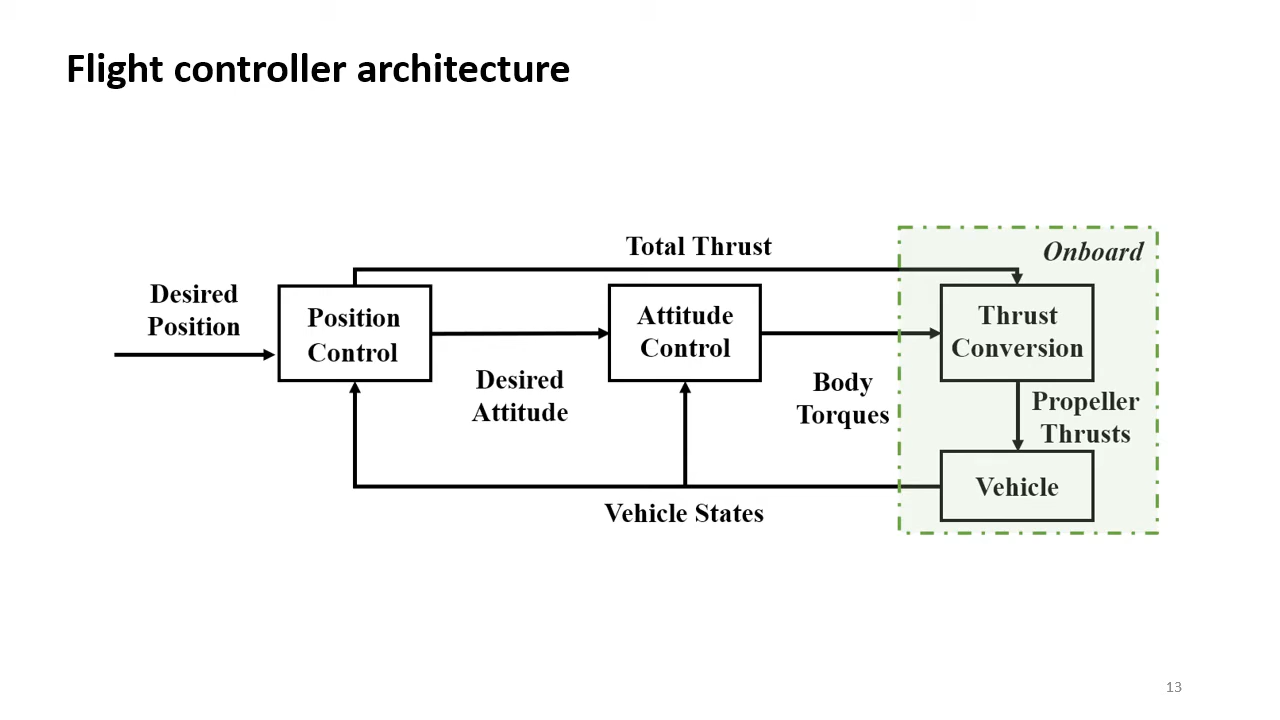 Flight controller architecture
Total Thrust
Onboard
Desired
Position
Position
Control
Attitude
Control
Thrust
Conversion
Desired
Attitude
Body
Torques
Propeller
Thrusts
Vehicle
Vehicle States
13